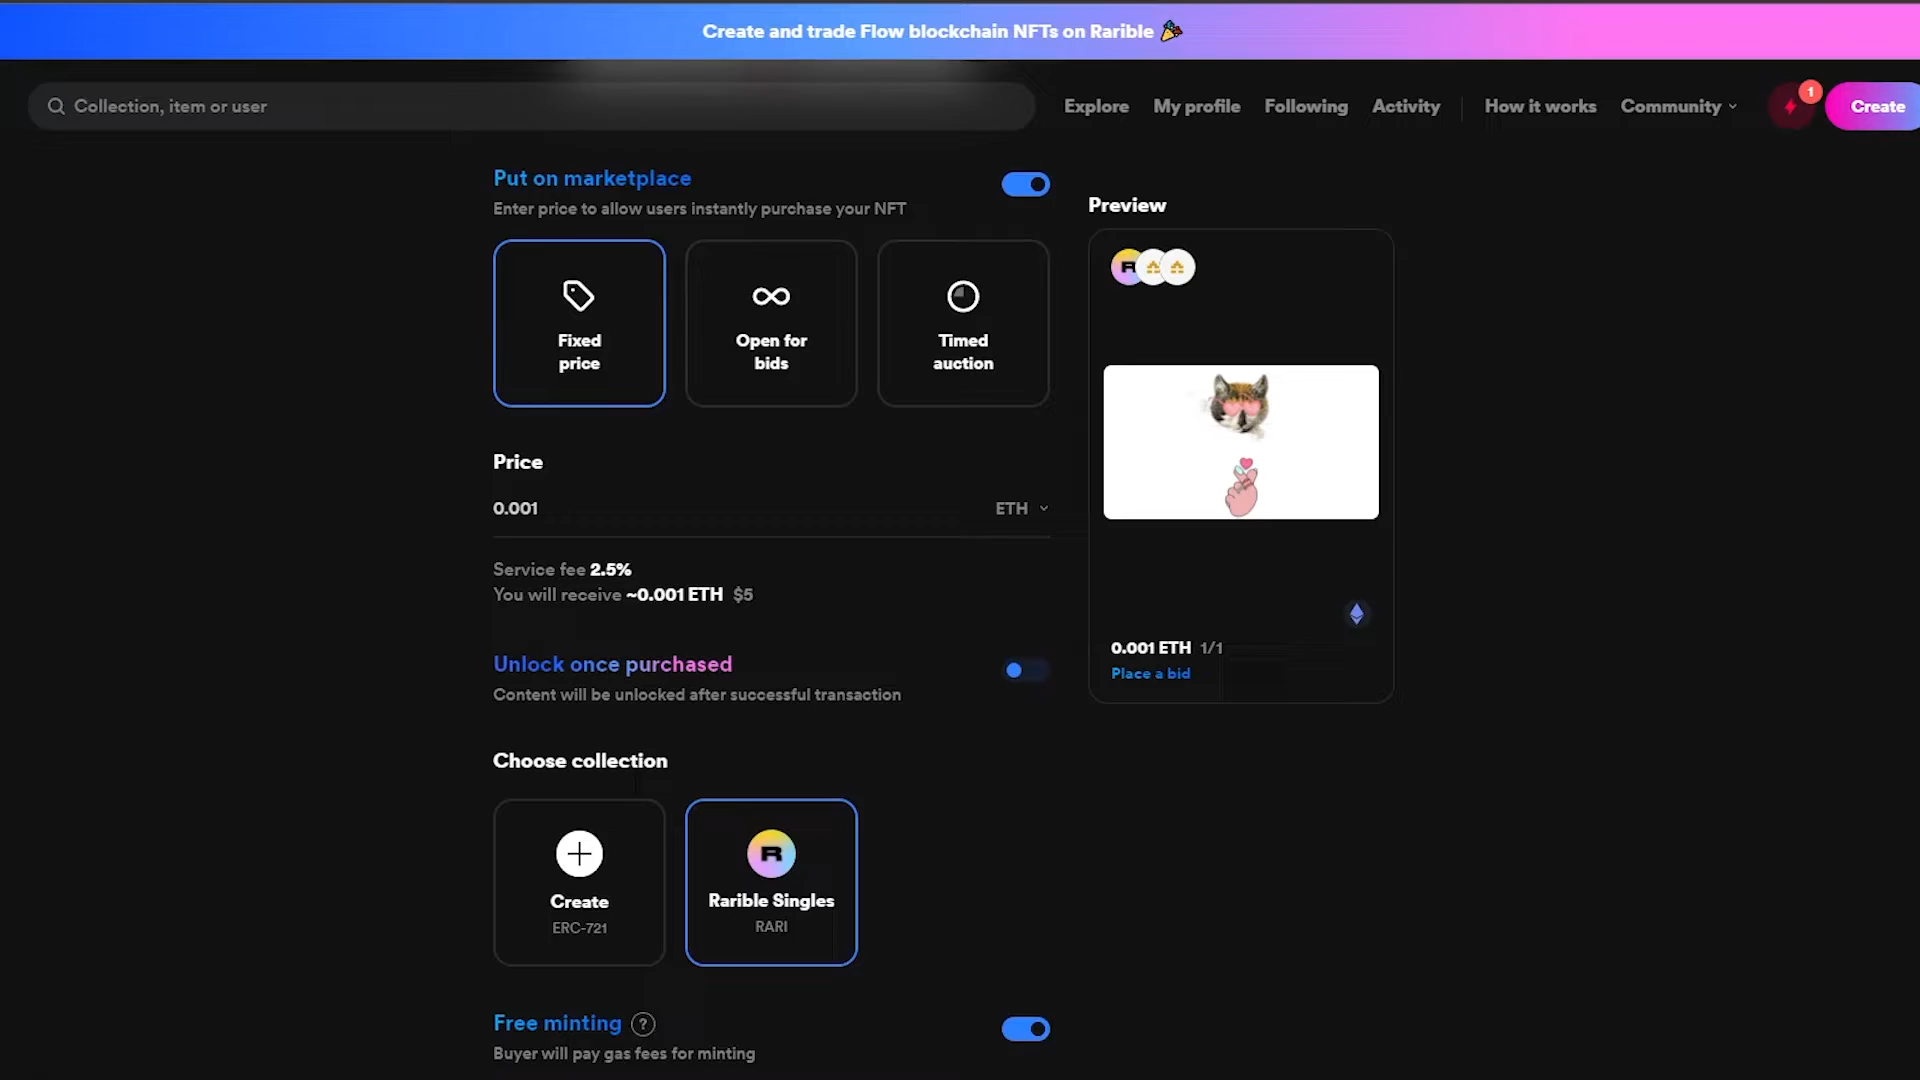 Create and trade Flow blockchain NFTs on Rarible
Collection, item or user
Explore
My profile
Following
Activity
How it works
Community
1
Create
Put on marketplace
Enter price to allow users instantly purchase your NFT
Fixed
price
Open for
bids
Timed
auction
Price
0.001
ETH
Service fee 2.5%
You will receive ~0.001 ETH $5
Unlock once purchased
Content will be unlocked after successful transaction
Choose collection
Create
ERC-721
R
Rarible Singles
RARI
Free minting ?
Buyer will pay gas fees for minting
Preview
R
0.001 ETH 1/1
Place a bid